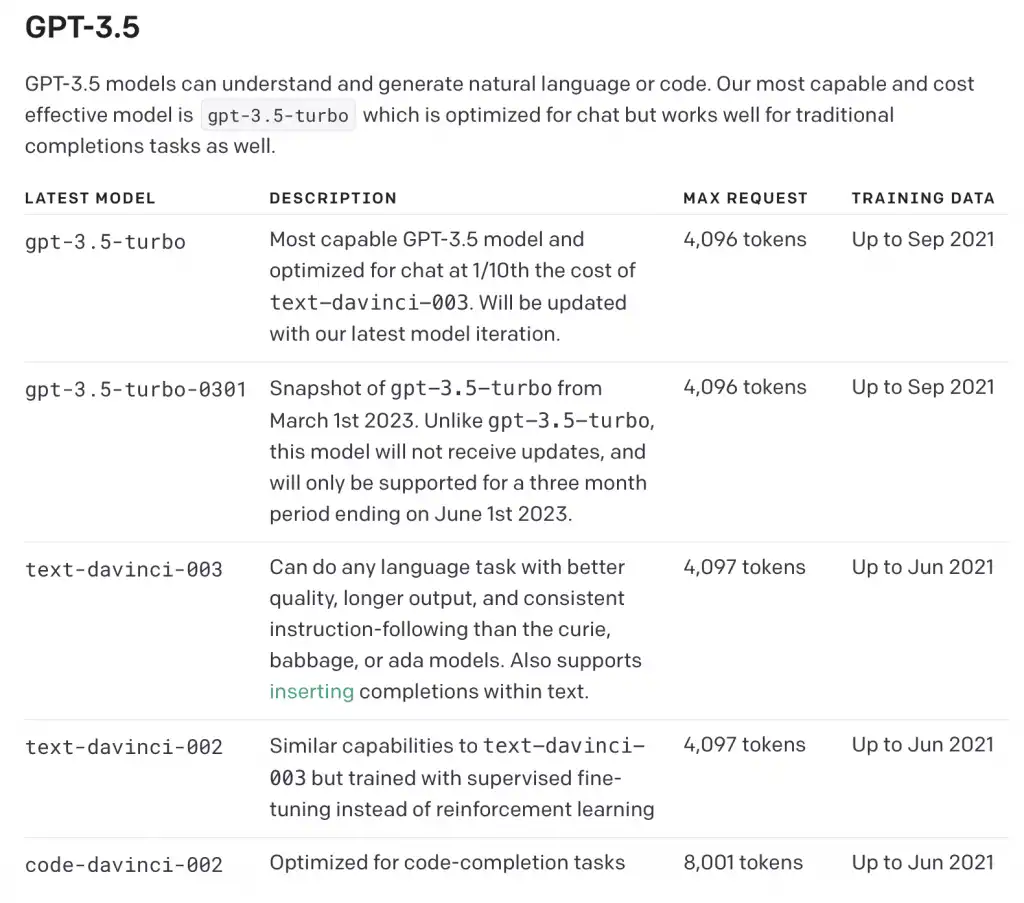 GPT-3.5
GPT-3.5 models can understand and generate natural language or code. Our most capable and cost
effective model is gpt-3.5-turbo which is optimized for chat but works well for traditional
completions tasks as well.
LATEST MODEL DESCRIPTION MAX REQUEST TRAINING DATA
gpt-3.5-turbo Most capable GPT-3.5 model and 4,096 tokens Up to Sep 2021
optimized for chat at 1/10th the cost of
text-davinci-003. Will be updated
with our latest model iteration.
gpt-3.5-turbo-0301 Snapshot of gpt-3.5-turbo from 4,096 tokens Up to Sep 2021
March 1st 2023. Unlike gpt-3.5-turbo,
this model will not receive updates, and
will only be supported for a three month
period ending on June 1st 2023.
text-davinci-003 Can do any language task with better 4,097 tokens Up to Jun 2021
quality, longer output, and consistent
instruction-following than the curie,
babbage, or ada models. Also supports
inserting completions within text.
text-davinci-002 Similar capabilities to text-davinci- 4,097 tokens Up to Jun 2021
003 but trained with supervised fine-
tuning instead of reinforcement learning
code-davinci-002 Optimized for code-completion tasks 8,001 tokens Up to Jun 2021